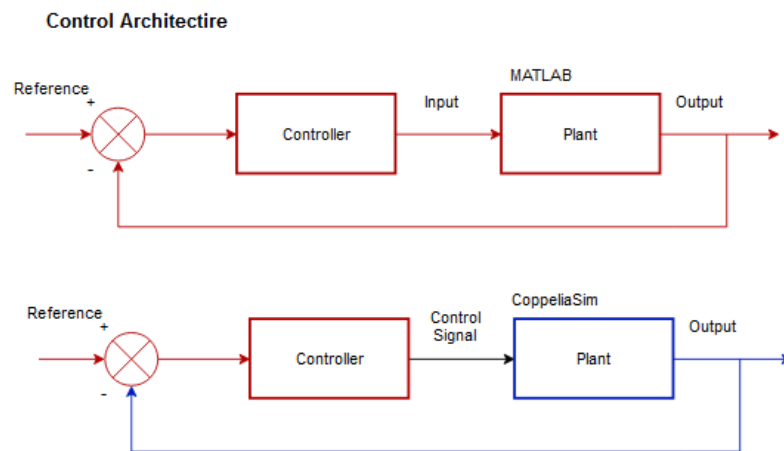 Control Architectire
MATLAB
Reference
+
Input
Output
Controller
Plant
-
CoppeliaSim
Reference
+
Control
Signal
Output
Controller
Plant
-